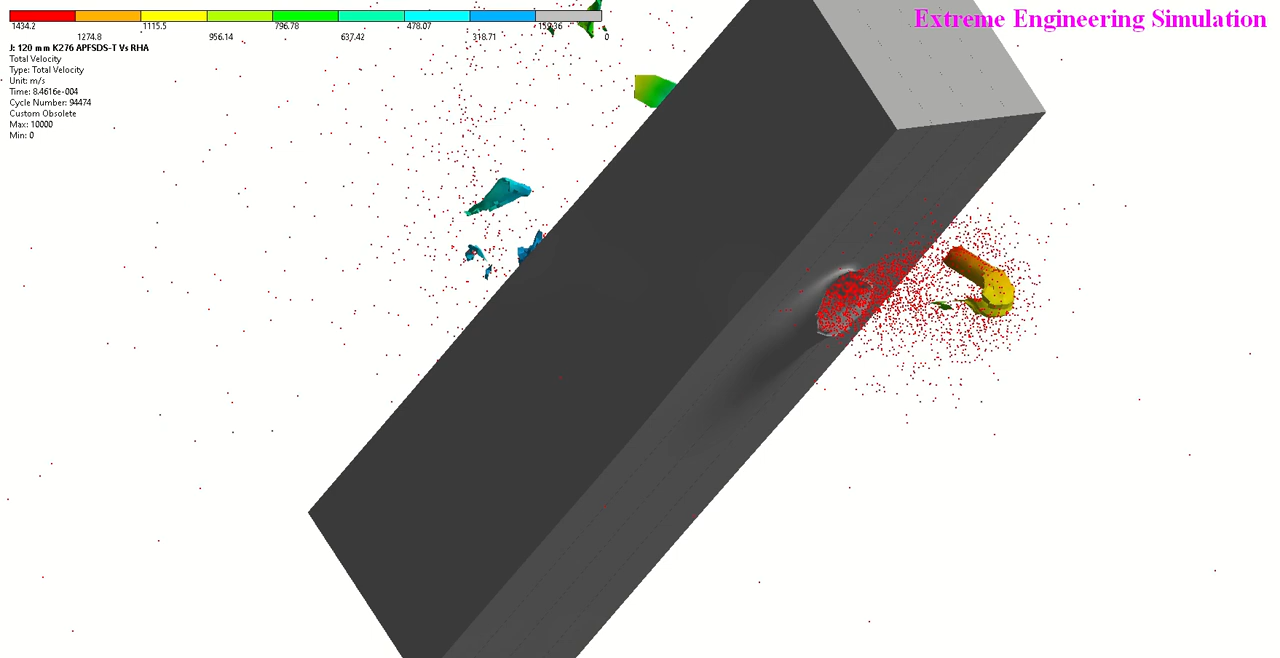 Extreme Engineering Simulation
1434.2 1115.5 796.78 478.07 159.36
1274.8 956.14 637.42 318.71 0
J: 120 mm K276 APFSDS-T Vs RHA
Total Velocity
Type: Total Velocity
Unit: m/s
Time: 8.4616e-004
Cycle Number: 94474
Custom Obsolete
Max: 10000
Min: 0